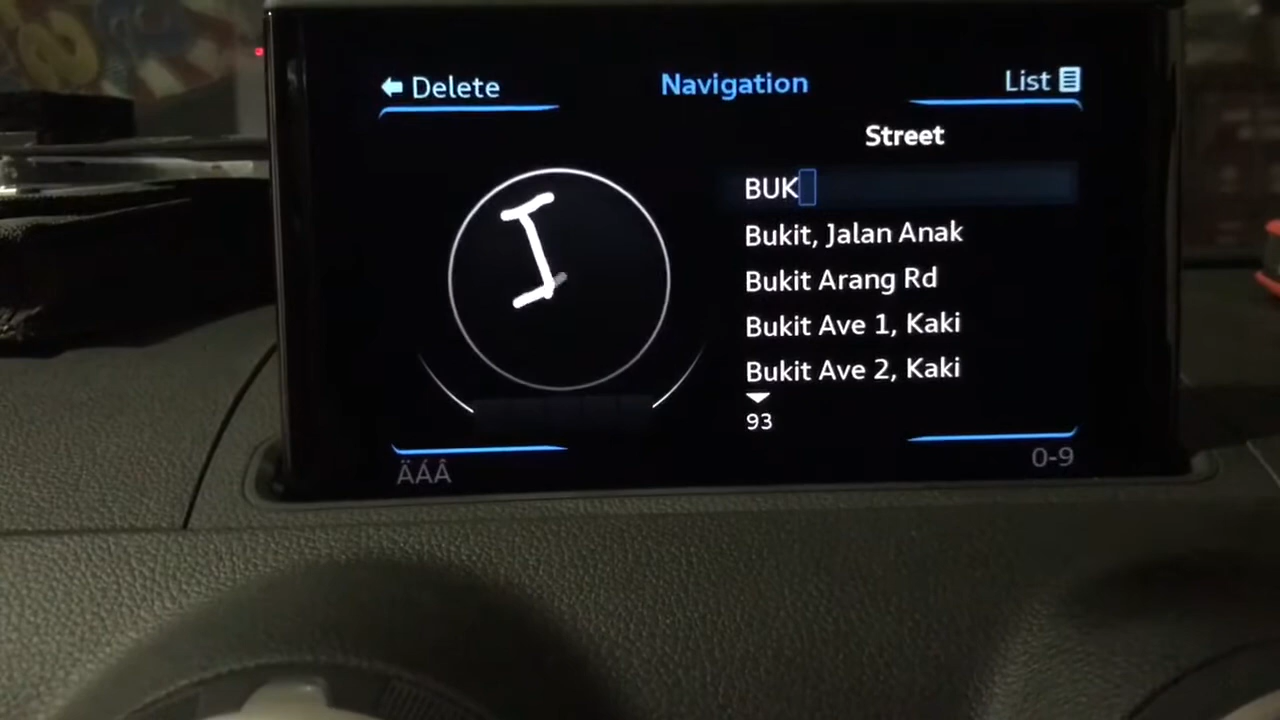 Delete
Navigation
List
Street
BUK
Bukit, Jalan Anak
Bukit Arang Rd
Bukit Ave 1, Kaki
Bukit Ave 2, Kaki
93
ÄÁÂ
0-9
I